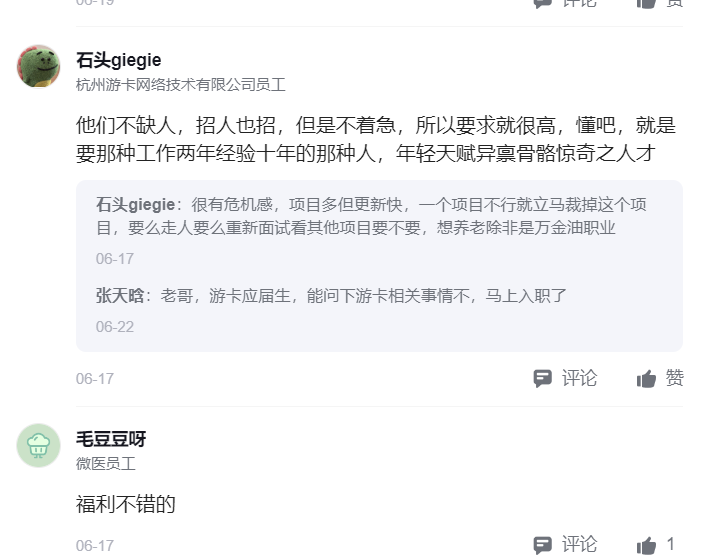 06-19
评论
赞
石头giegie
杭州游卡网络技术有限公司员工
他们不缺人，招人也招，但是不着急，所以要求就很高，懂吧，就是
要那种工作两年经验十年的那种人，年轻天赋异禀骨骼惊奇之人才
石头giegie：很有危机感，项目多但更新快，一个项目不行就立马裁掉这个项
目，要么走人要么重新面试看其他项目要不要，想养老除非是万金油职业
06-17
张天晗：老哥，游卡应届生，能问下游卡相关事情不，马上入职了
06-22
06-17
评论
赞
毛豆豆呀
微医员工
福利不错的
06-17
评论
1